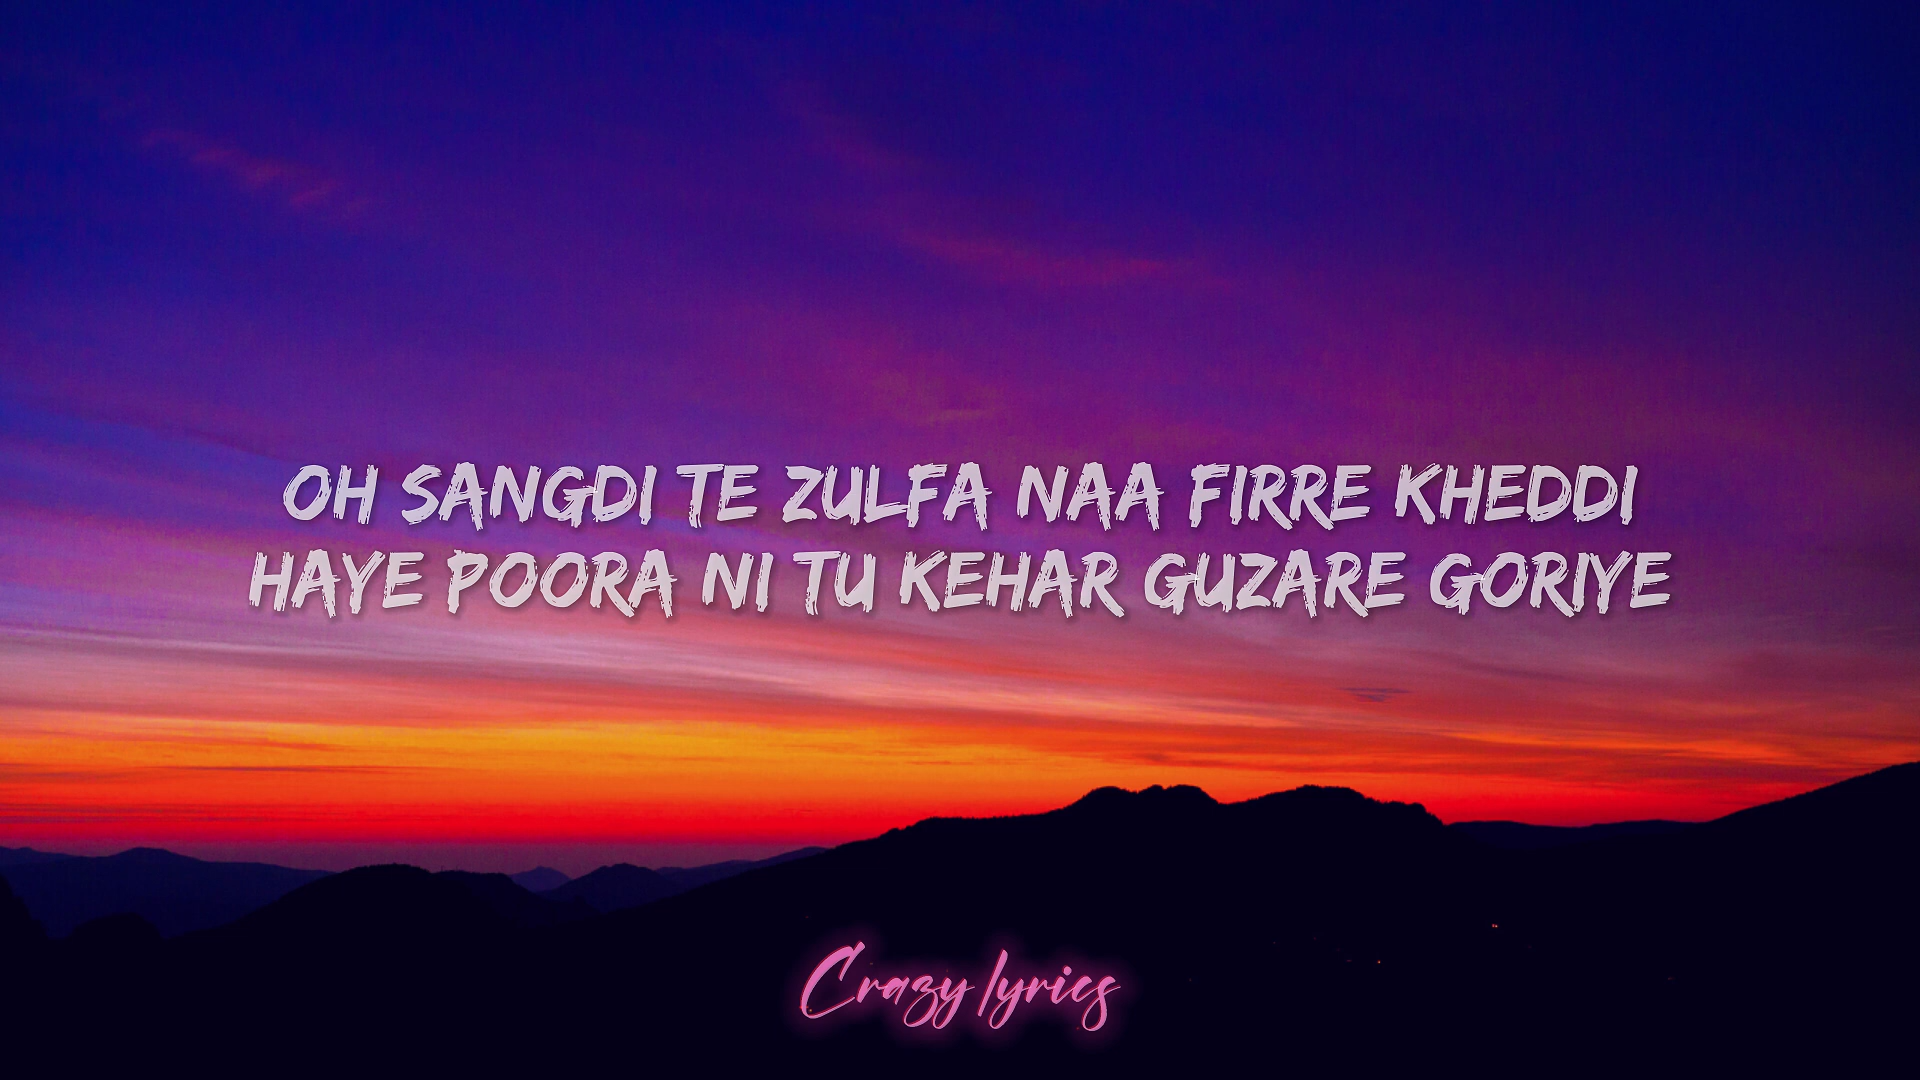 OH SANGDI TE ZULFA NAA FIRRE KHEDDI
HAYE POORA NI TU KEHAR GUZARE GORIYE
Crazy lyrics